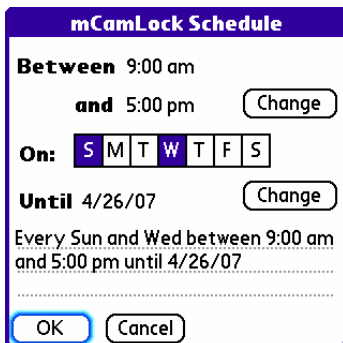 mCamLock Schedule
Between 9:00 am
and 5:00 pm Change
On: S M T W T F S
Until 4/26/07 Change
Every Sun and Wed between 9:00 am
and 5:00 pm until 4/26/07
OK Cancel